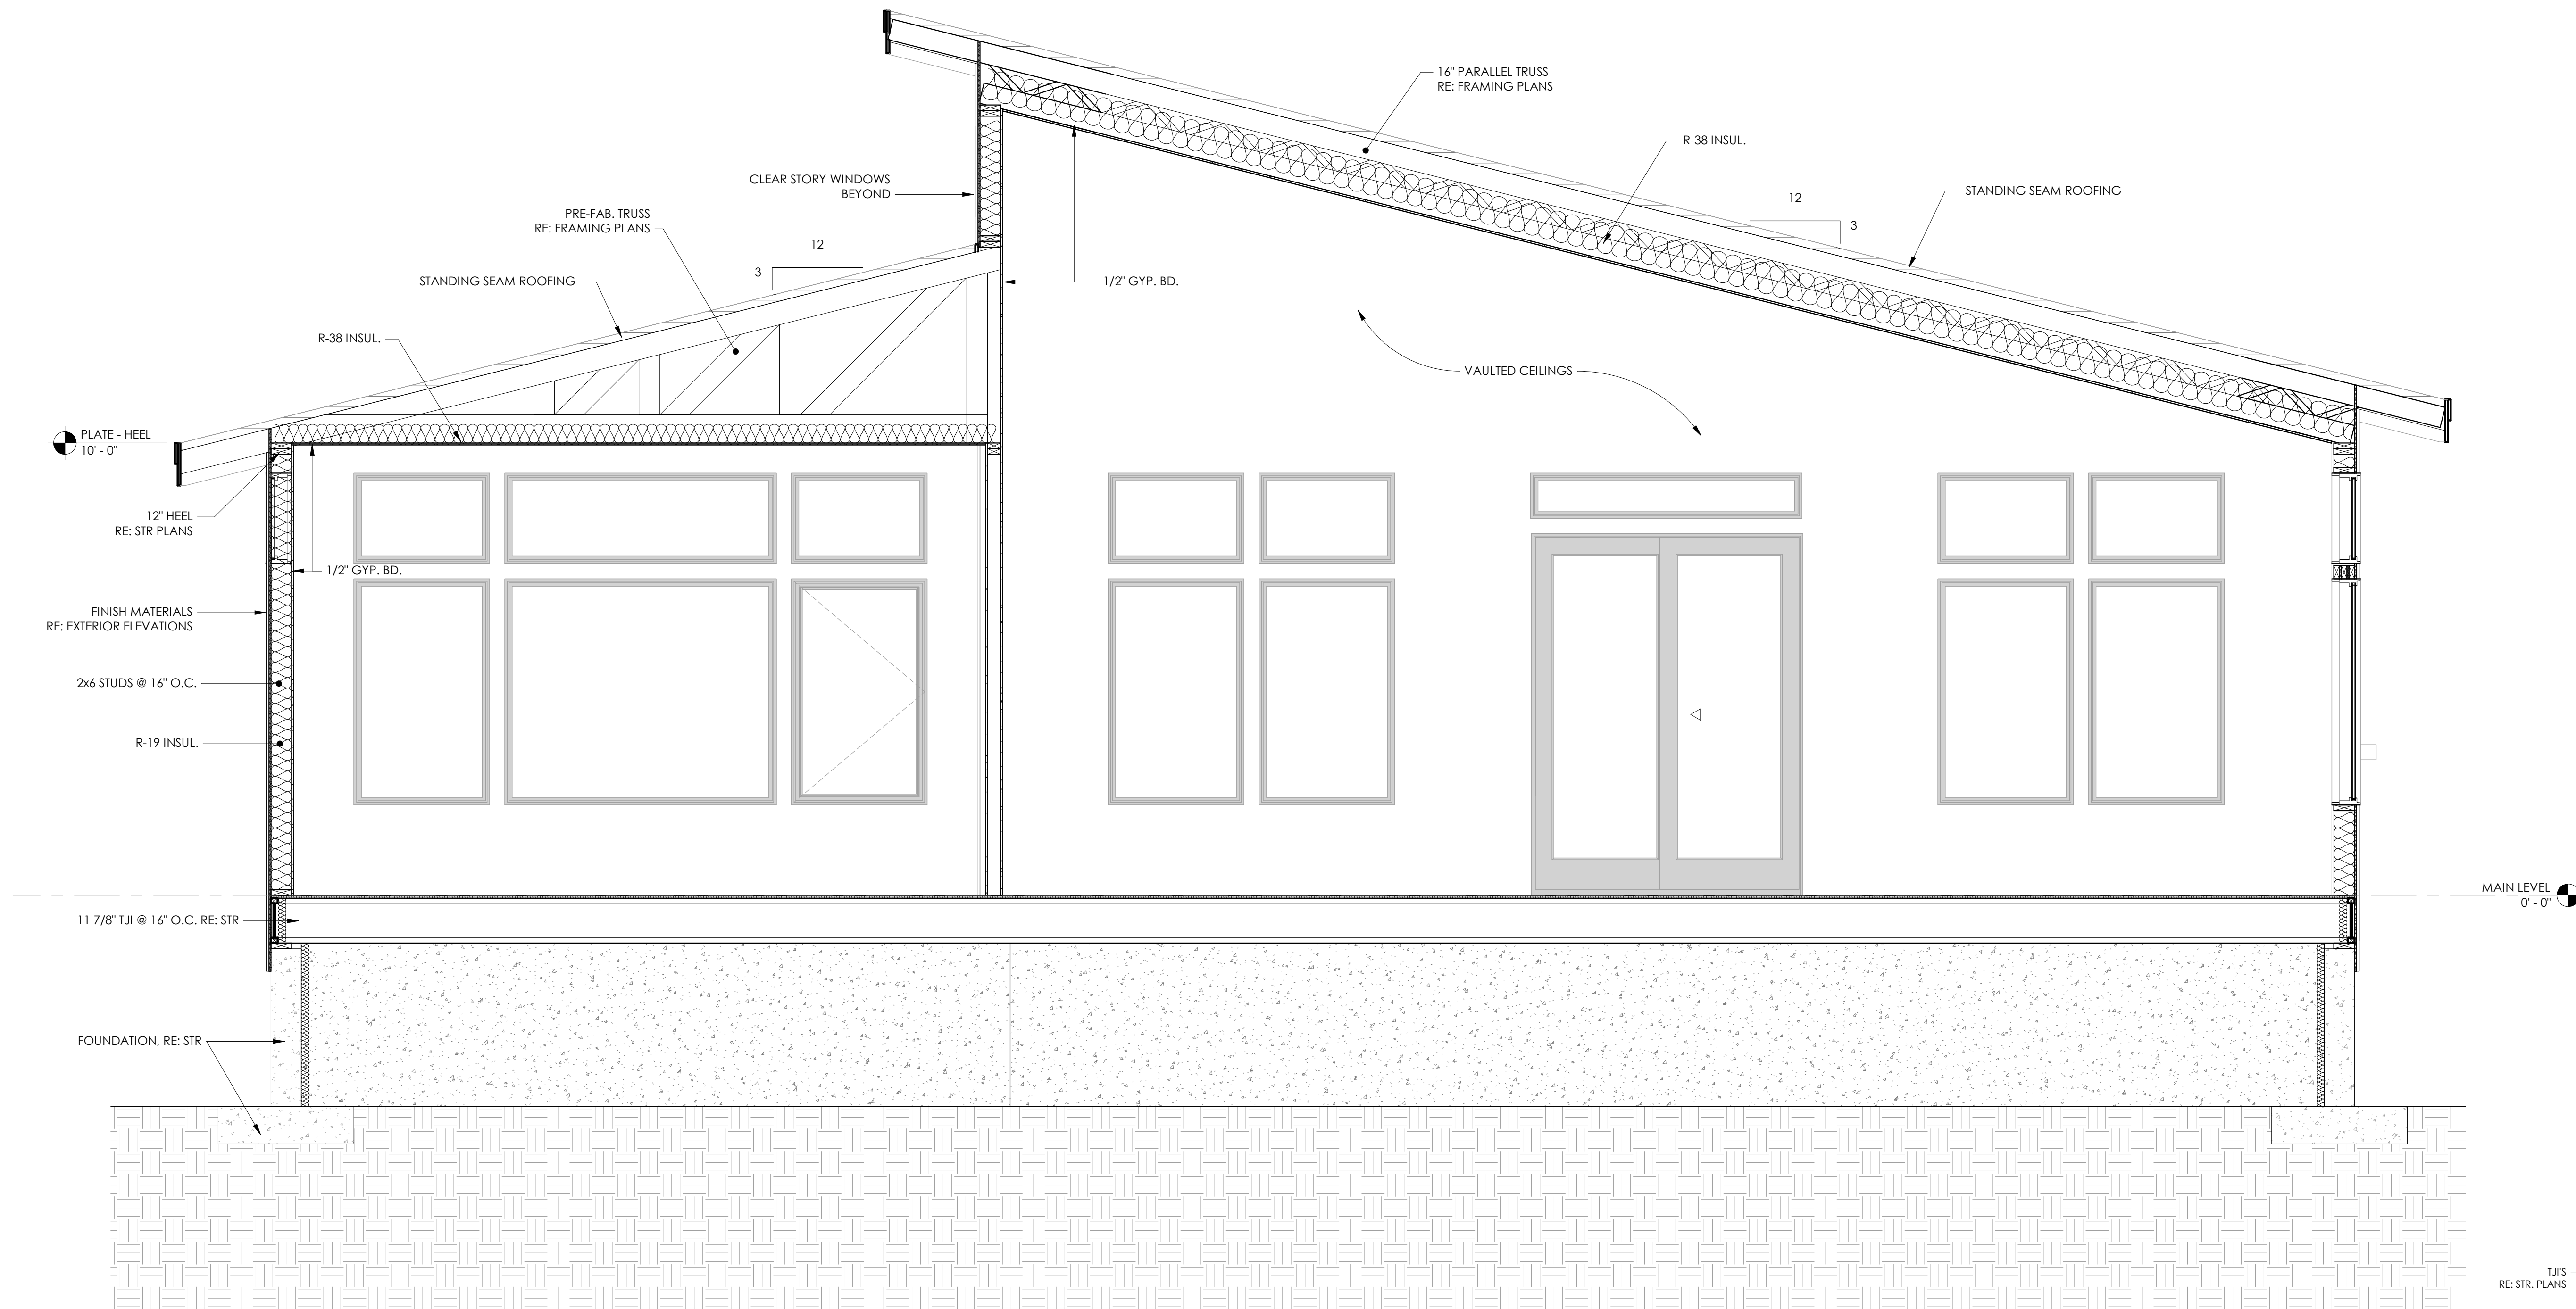 16" PARALLEL TRUSS
RE: FRAMING PLANS
R-38 INSUL.
CLEAR STORY WINDOWS
BEYOND
12
3
STANDING SEAM ROOFING
PRE-FAB. TRUSS
RE: FRAMING PLANS
12
3
STANDING SEAM ROOFING
1/2" GYP. BD.
R-38 INSUL.
VAULTED CEILINGS
PLATE - HEEL
10' - 0"
12" HEEL
RE: STR PLANS
1/2" GYP. BD.
FINISH MATERIALS
RE: EXTERIOR ELEVATIONS
2x6 STUDS @ 16" O.C.
R-19 INSUL.
MAIN LEVEL
0' - 0"
11 7/8" TJI @ 16" O.C. RE: STR
FOUNDATION, RE: STR
TJI'S
RE: STR. PLANS